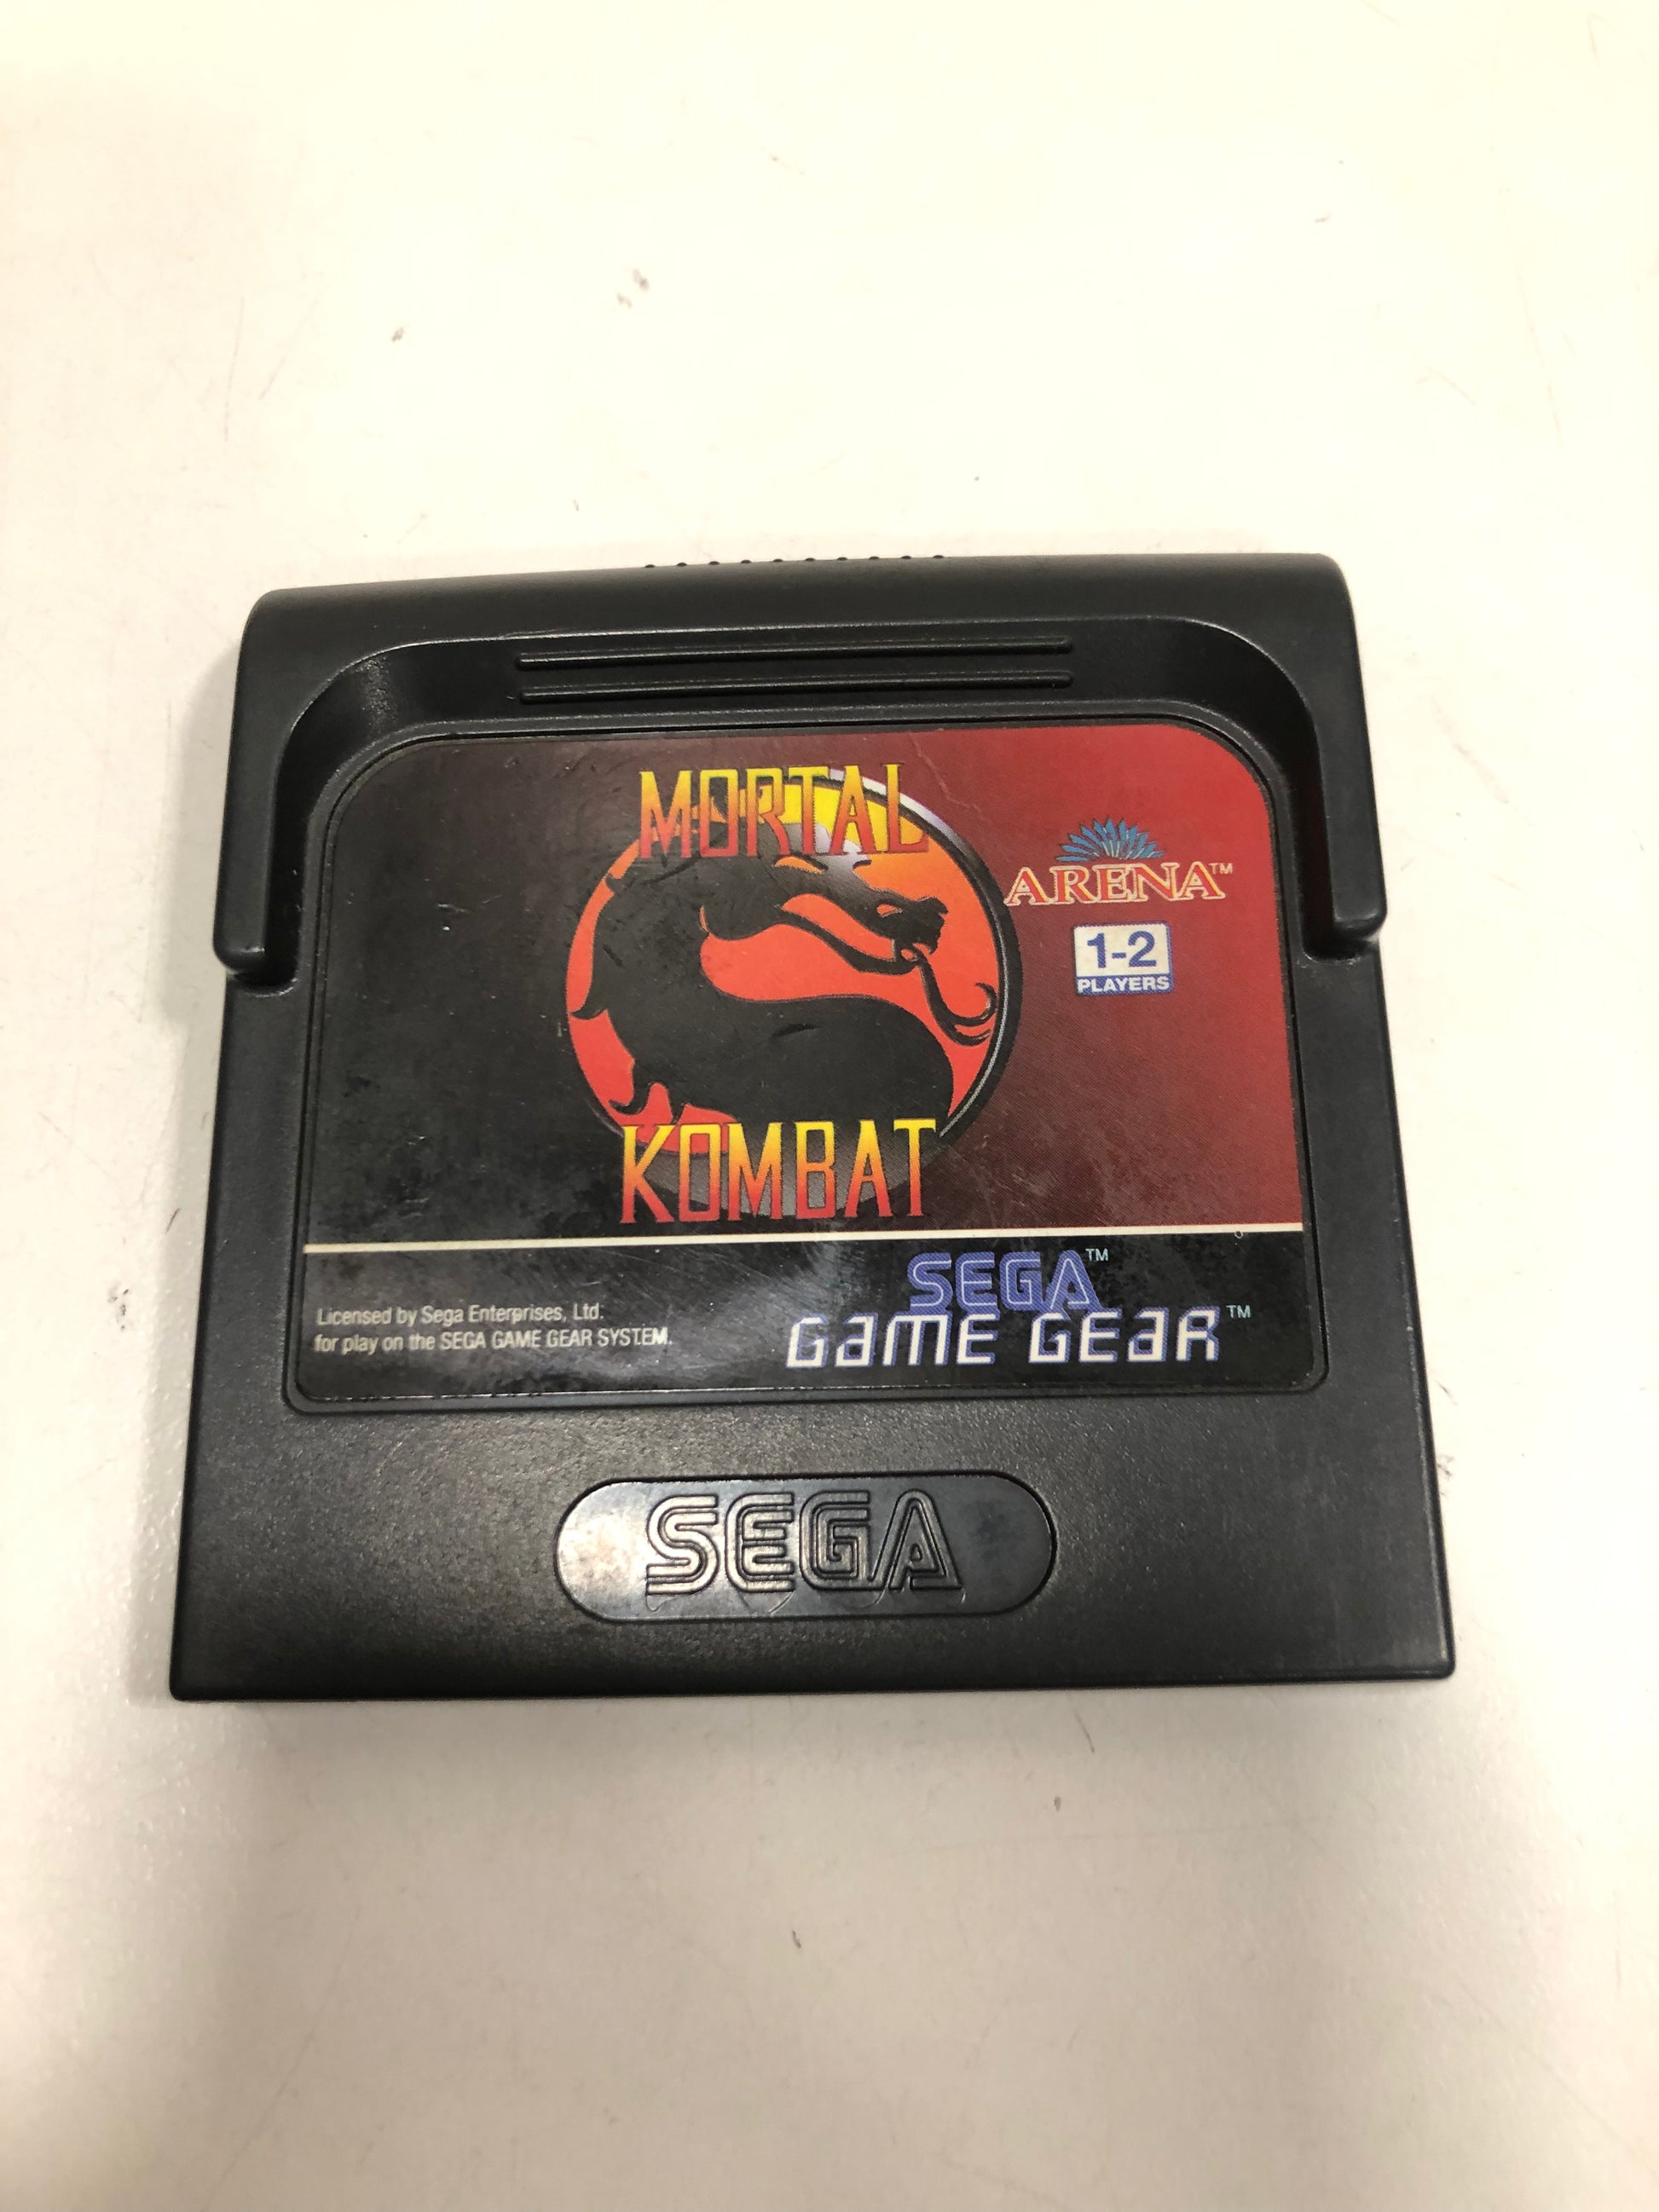 MORTAL
ARENA™
1-2
PLAYERS
KOMBAT
SEGA™
GAME GEAR™
Licensed by Sega Enterprises, Ltd.
for play on the SEGA GAME GEAR SYSTEM.
SEGA